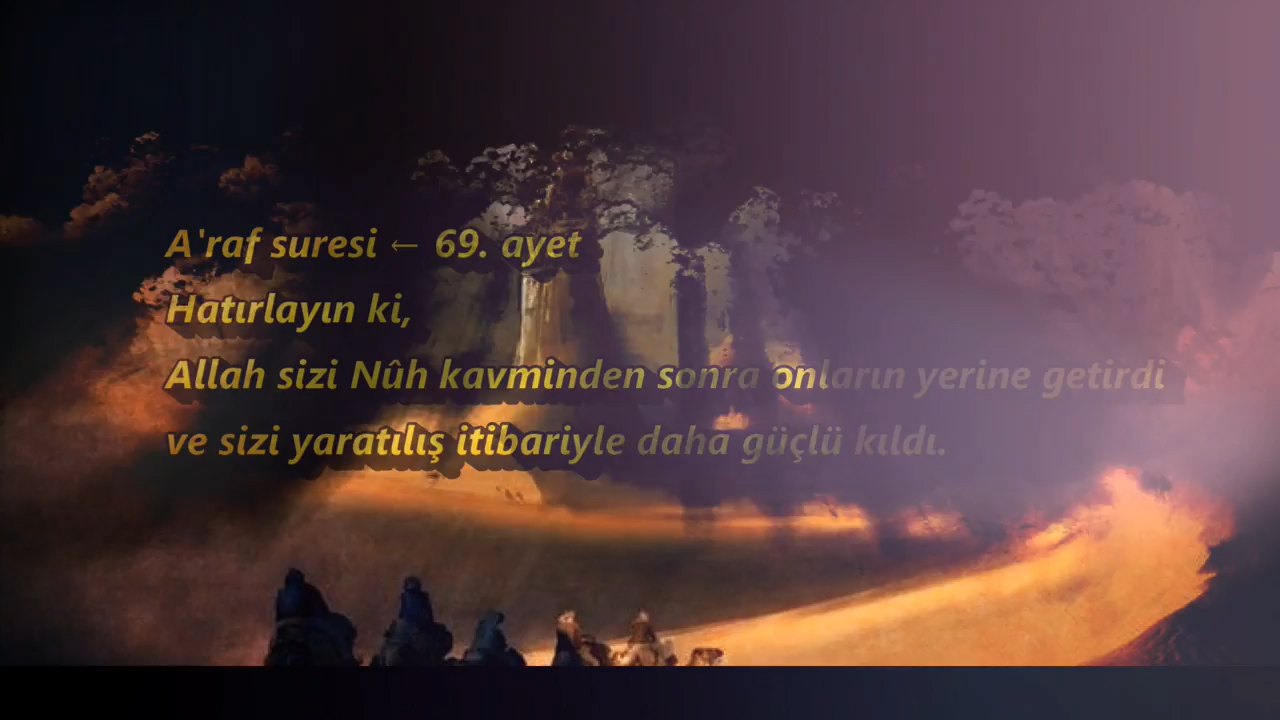 A'raf suresi ← 69. ayet
Hatırlayın ki,
Allah sizi Nûh kavminden sonra onların yerine getirdi
ve sizi yaratılış itibariyle daha güçlü kıldı.